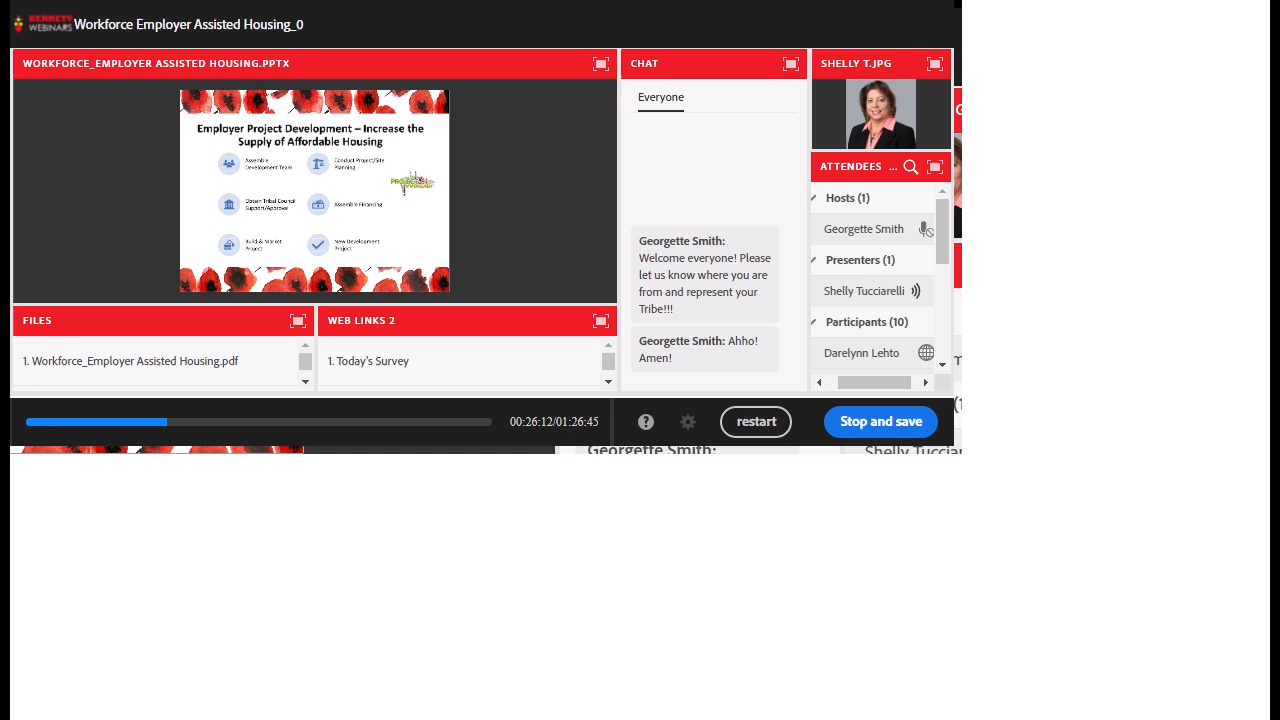 KERRETT
WEBINARS
Workforce Employer Assisted Housing_0
WORKFORCE_EMPLOYER ASSISTED HOUSING.PPTX
Employer Project Development – Increase the
Supply of Affordable Housing
Assemble
Development Team
Conduct Project/Site
Planning
Obtain Tribal Council
Support/Approval
Assemble Financing
Build & Market
Project
New Development
Project
FILES
1. Workforce_Employer Assisted Housing.pdf
WEB LINKS 2
1. Today's Survey
CHAT
Everyone
Georgette Smith:
Welcome everyone! Please
let us know where you are
from and represent your
Tribe!!!
Georgette Smith: Ahho!
Amen!
SHELLY T.JPG
ATTENDEES ...
Hosts (1)
Georgette Smith
Presenters (1)
Shelly Tucciarelli
Participants (10)
Darelynn Lehto
00:26:12/01:26:45
restart
Stop and save
Georgette Smith:
Shelly Tucciar